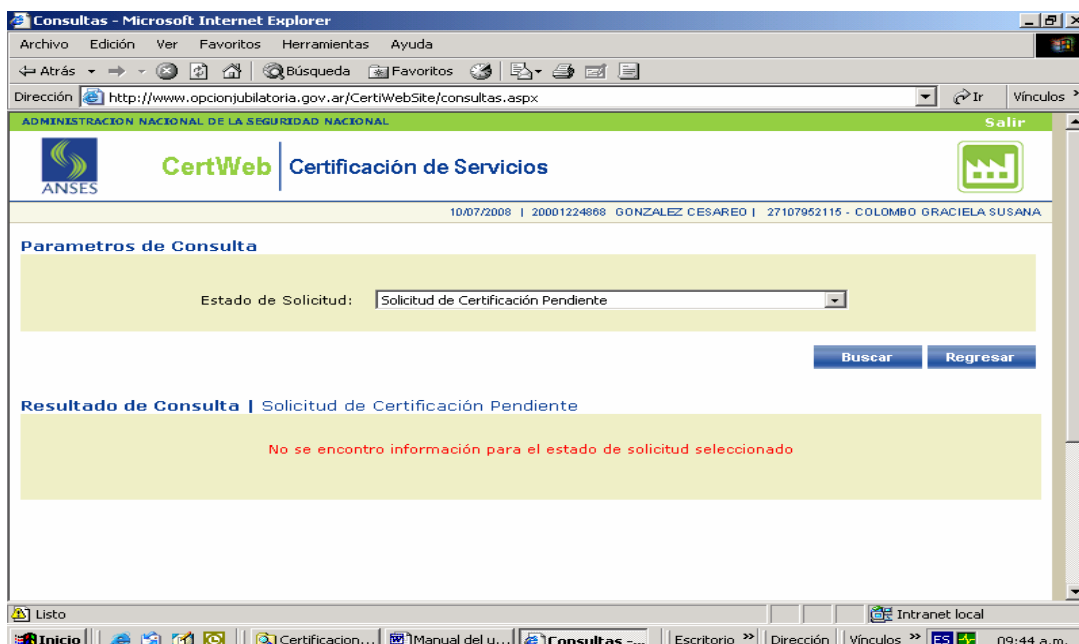 Consultas - Microsoft Internet Explorer
Archivo Edición Ver Favoritos Herramientas Ayuda
Atrás Búsqueda Favoritos
Dirección http://www.opcionjubilatoria.gov.ar/CertiWebSite/consultas.aspx Ir Vínculos »
ADMINISTRACION NACIONAL DE LA SEGURIDAD NACIONAL Salir
ANSES CertWeb Certificación de Servicios
10/07/2008 | 20001224868 GONZALEZ CESAREO | 27107952115 - COLOMBO GRACIELA SUSANA
Parametros de Consulta
Estado de Solicitud: Solicitud de Certificación Pendiente
Buscar Regresar
Resultado de Consulta | Solicitud de Certificación Pendiente
No se encontro información para el estado de solicitud seleccionado
Listo Intranet local
Inicio Certificacion... Manual del u... Consultas -... Escritorio » Dirección Vínculos » ES 09:44 a.m.